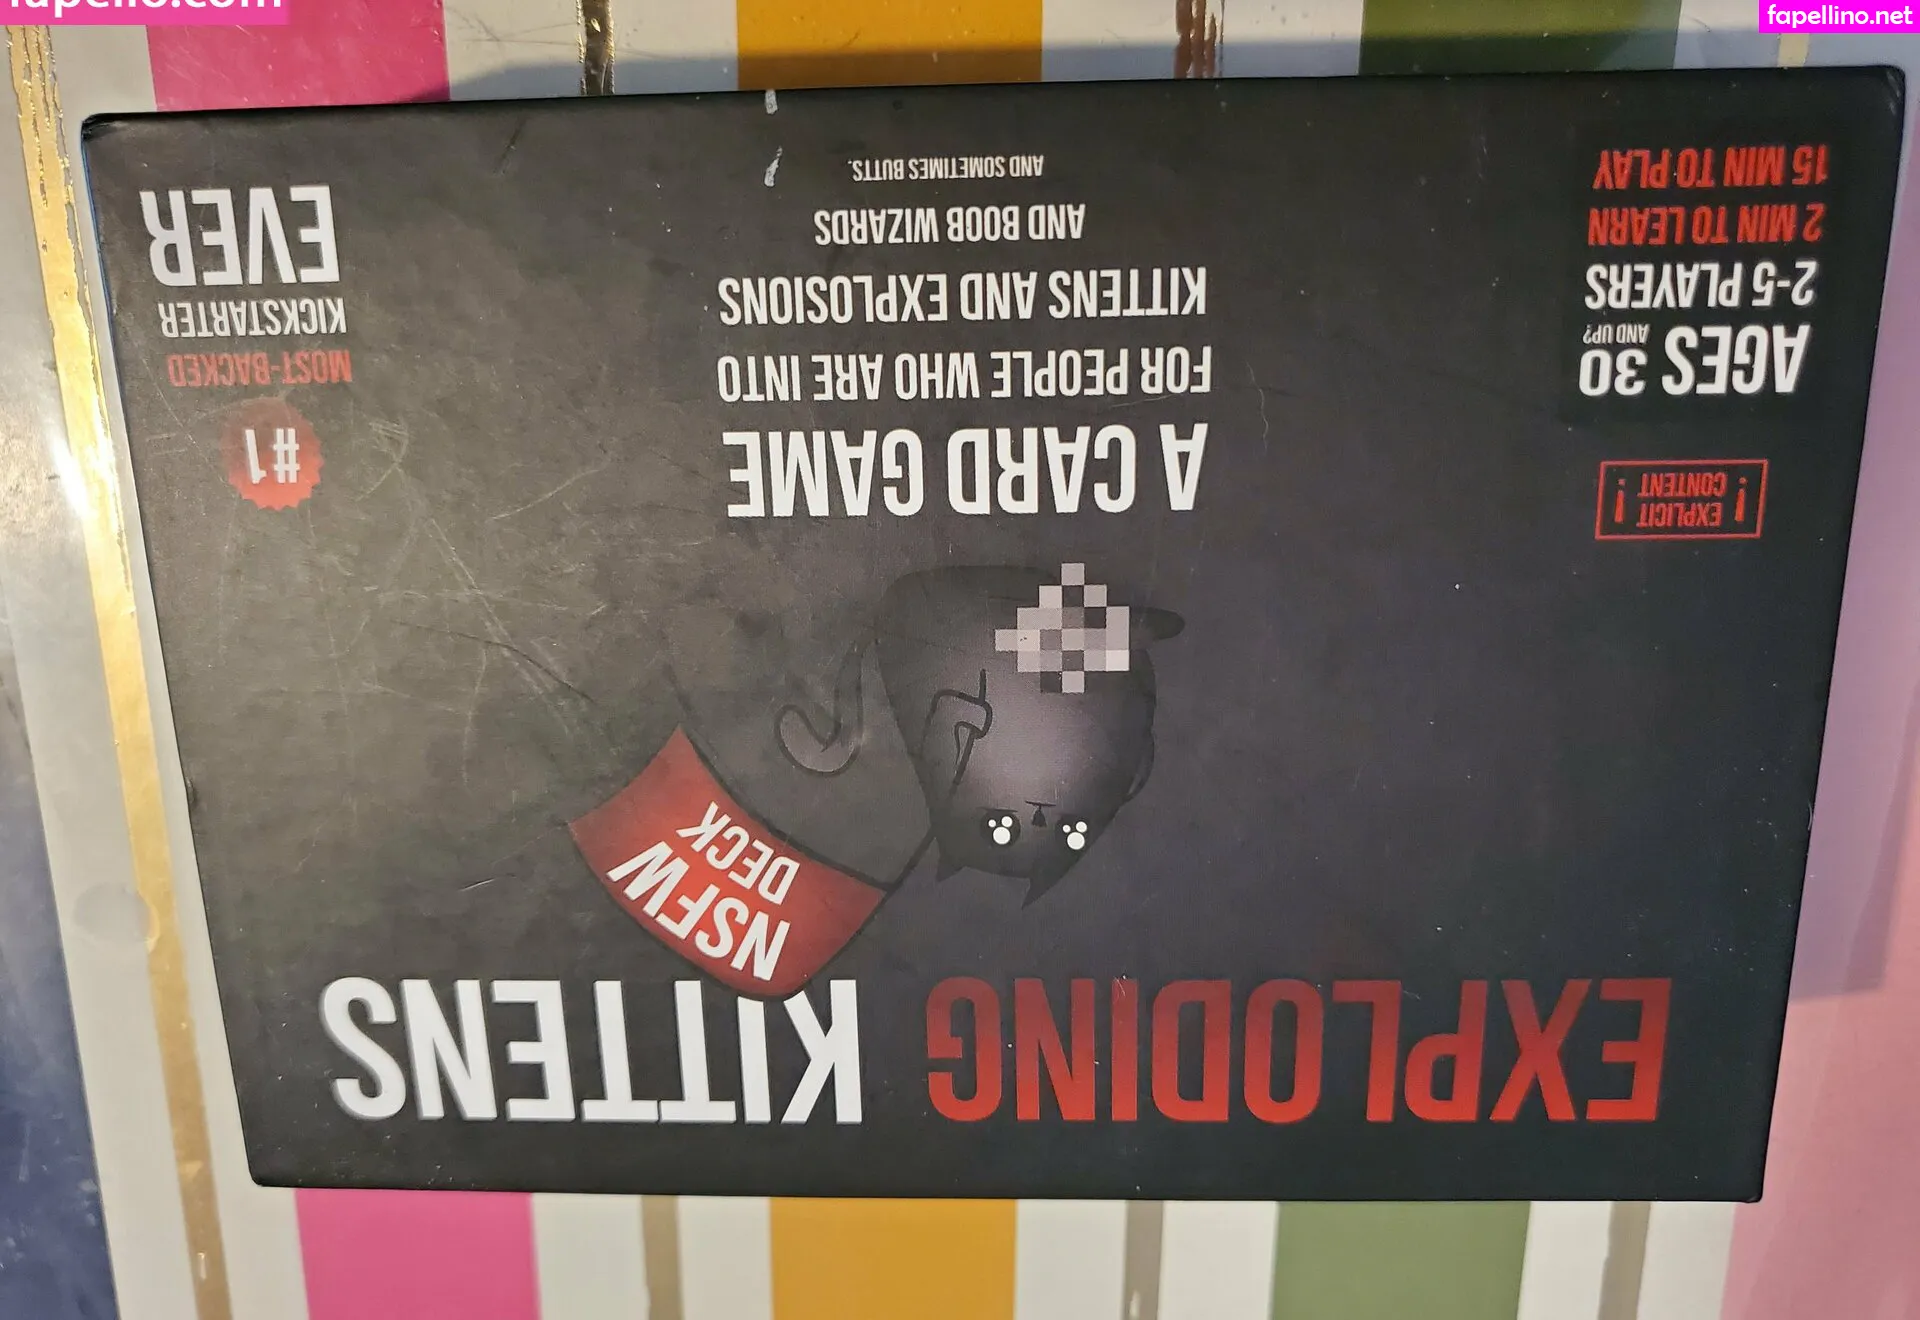 fapello.com
fapellino.net
EXPLODING KITTENS
NSFW
DECK
A CARD GAME
FOR PEOPLE WHO ARE INTO
KITTENS AND EXPLOSIONS
AND BOOB WIZARDS
AND SOMETIMES BUTTS.
! EXPLICIT !
CONTENT
AGES 30 AND UP?
2-5 PLAYERS
2 MIN TO LEARN
15 MIN TO PLAY
#1
MOST-BACKED
KICKSTARTER
EVER